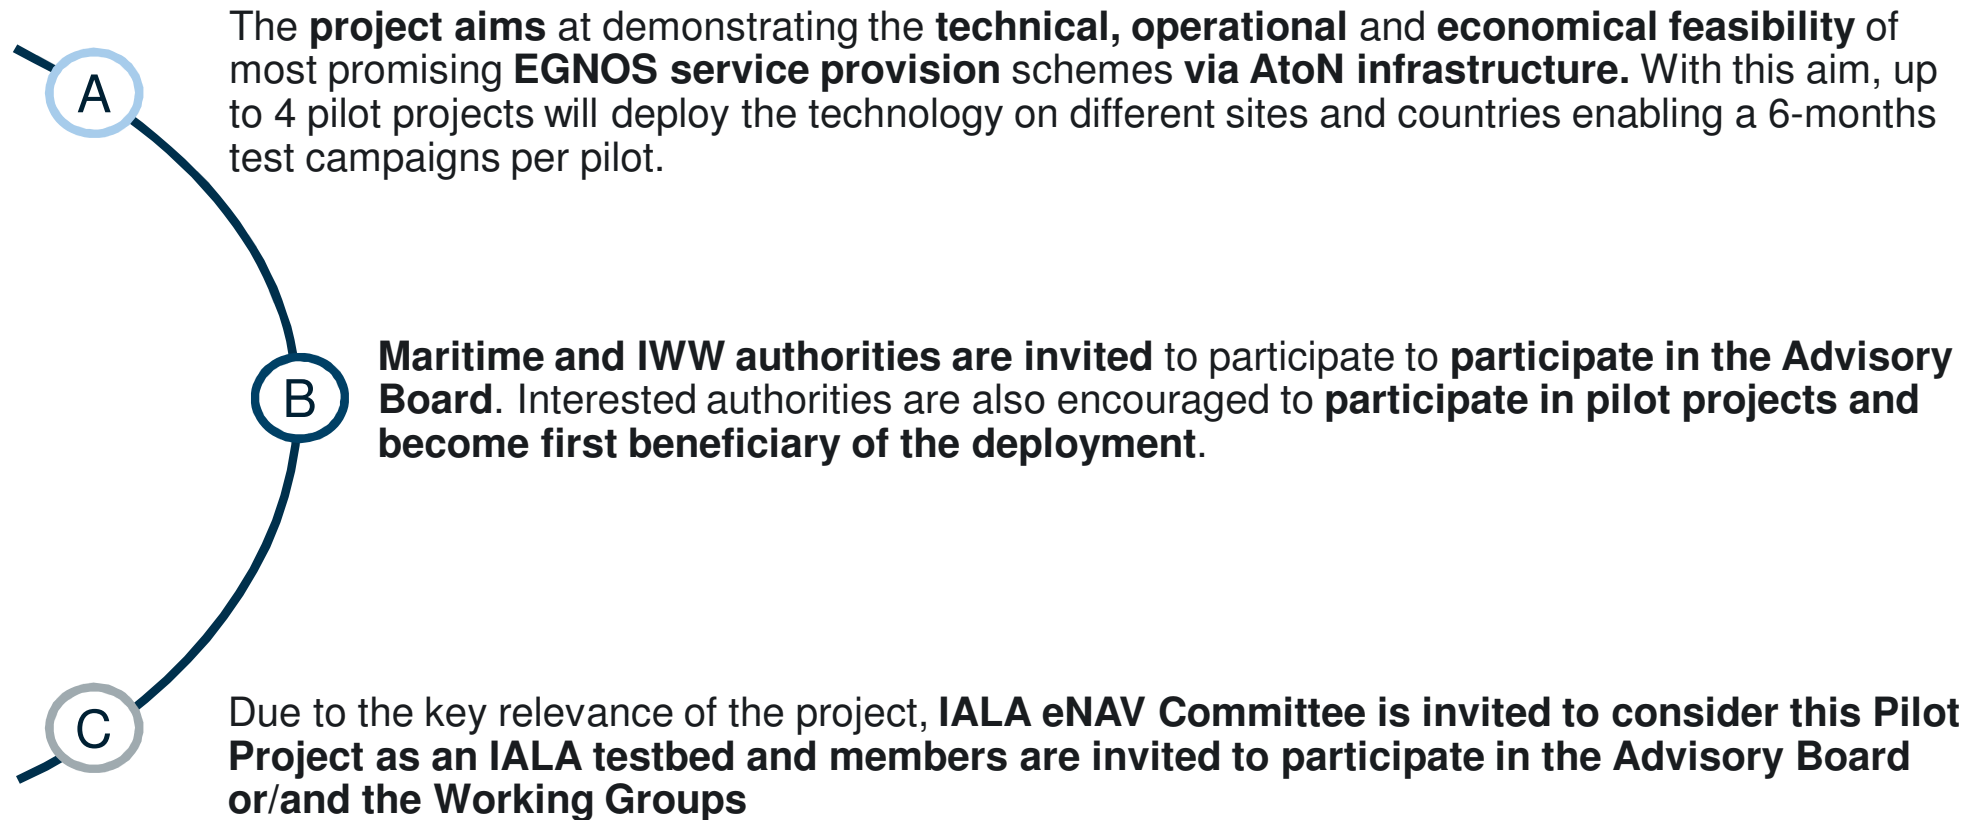 The project aims at demonstrating the technical, operational and economical feasibility of
most promising EGNOS service provision schemes via AtoN infrastructure. With this aim, up
to 4 pilot projects will deploy the technology on different sites and countries enabling a 6-months
test campaigns per pilot.
A
Maritime and IWW authorities are invited to participate to participate in the Advisory
Board. Interested authorities are also encouraged to participate in pilot projects and
become first beneficiary of the deployment.
B
Due to the key relevance of the project, IALA eNAV Committee is invited to consider this Pilot
Project as an IALA testbed and members are invited to participate in the Advisory Board
or/and the Working Groups
C